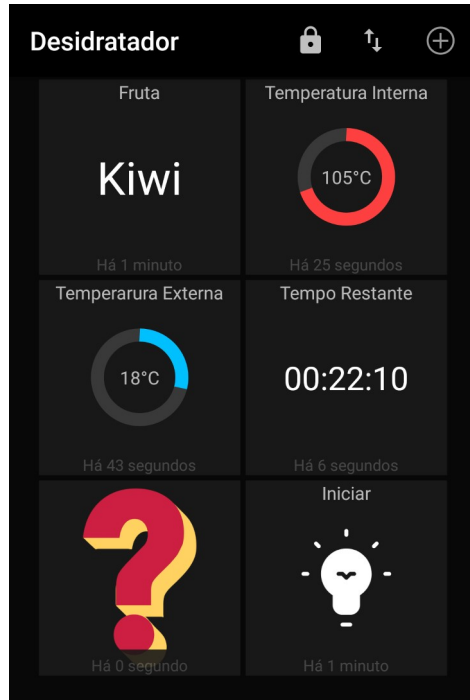 Desidratador
Fruta
Kiwi
Há 1 minuto
Temperatura Interna
105°C
Há 25 segundos
Temperarura Externa
18°C
Há 43 segundos
Tempo Restante
00:22:10
Há 6 segundos
?
Há 0 segundo
Iniciar
Há 1 minuto